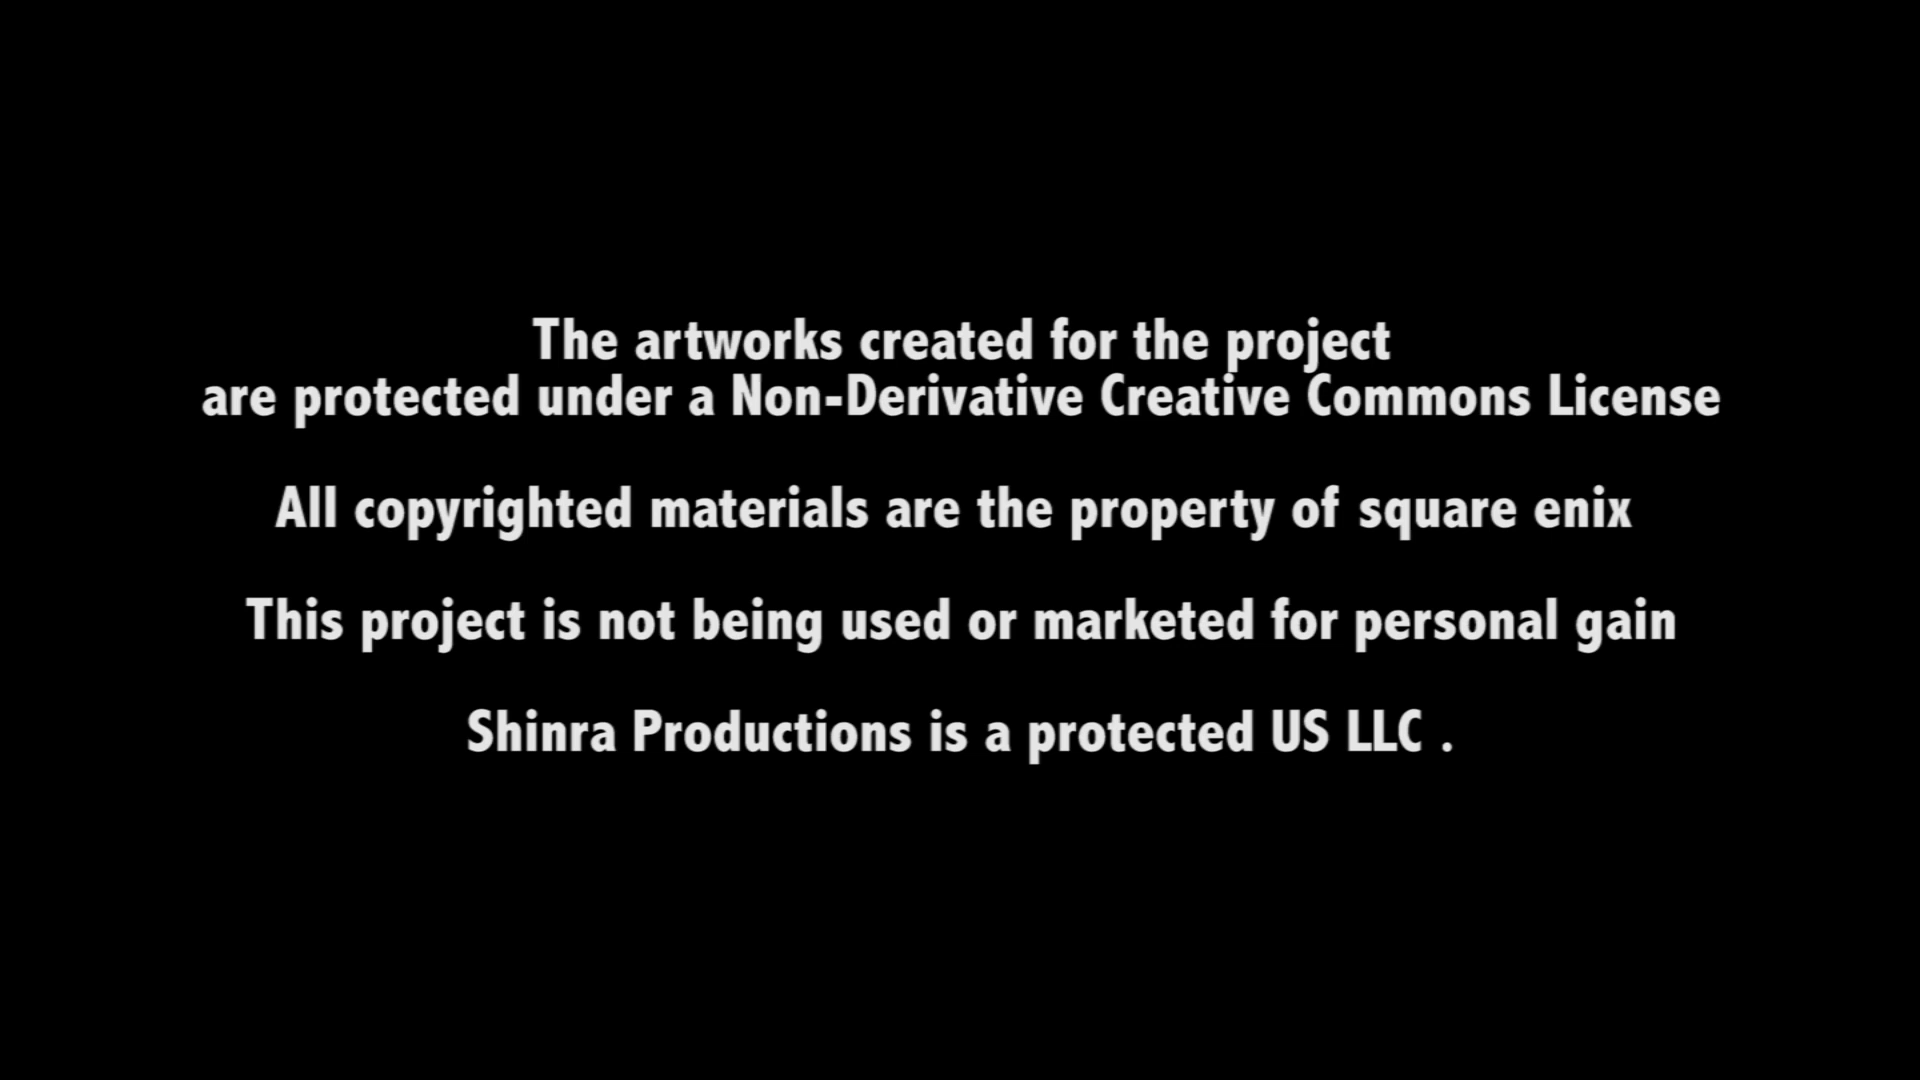 The artworks created for the project
are protected under a Non-Derivative Creative Commons License
All copyrighted materials are the property of square enix
This project is not being used or marketed for personal gain
Shinra Productions is a protected US LLC .